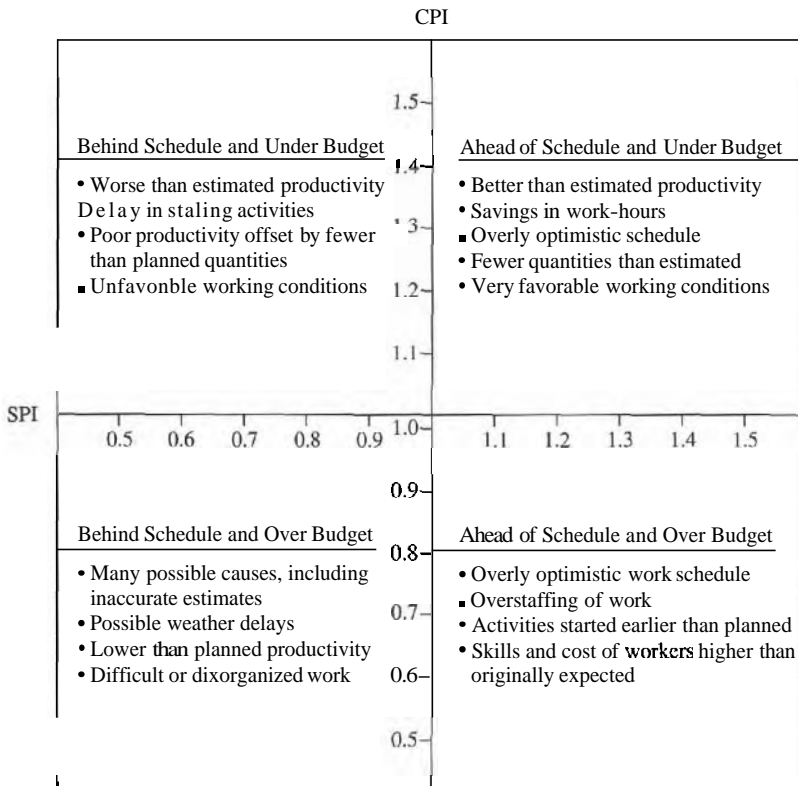 CPI
1.5
Behind Schedule and Under Budget
• Worse than estimated productivity
Delay in staling activities
• Poor productivity offset by fewer
than planned quantities
▪ Unfavonble working conditions
1.4
1.3
1.2
1.1
Ahead of Schedule and Under Budget
• Better than estimated productivity
• Savings in work-hours
▪ Overly optimistic schedule
• Fewer quantities than estimated
• Very favorable working conditions
SPI
0.5 0.6 0.7 0.8 0.9 1.0 1.1 1.2 1.3 1.4 1.5
0.9
Behind Schedule and Over Budget
• Many possible causes, including
inaccurate estimates
• Possible weather delays
• Lower than planned productivity
• Difficult or dixorganized work
0.8
0.7
0.6
0.5
Ahead of Schedule and Over Budget
• Overly optimistic work schedule
▪ Overstaffing of work
• Activities started earlier than planned
• Skills and cost of workers higher than
originally expected